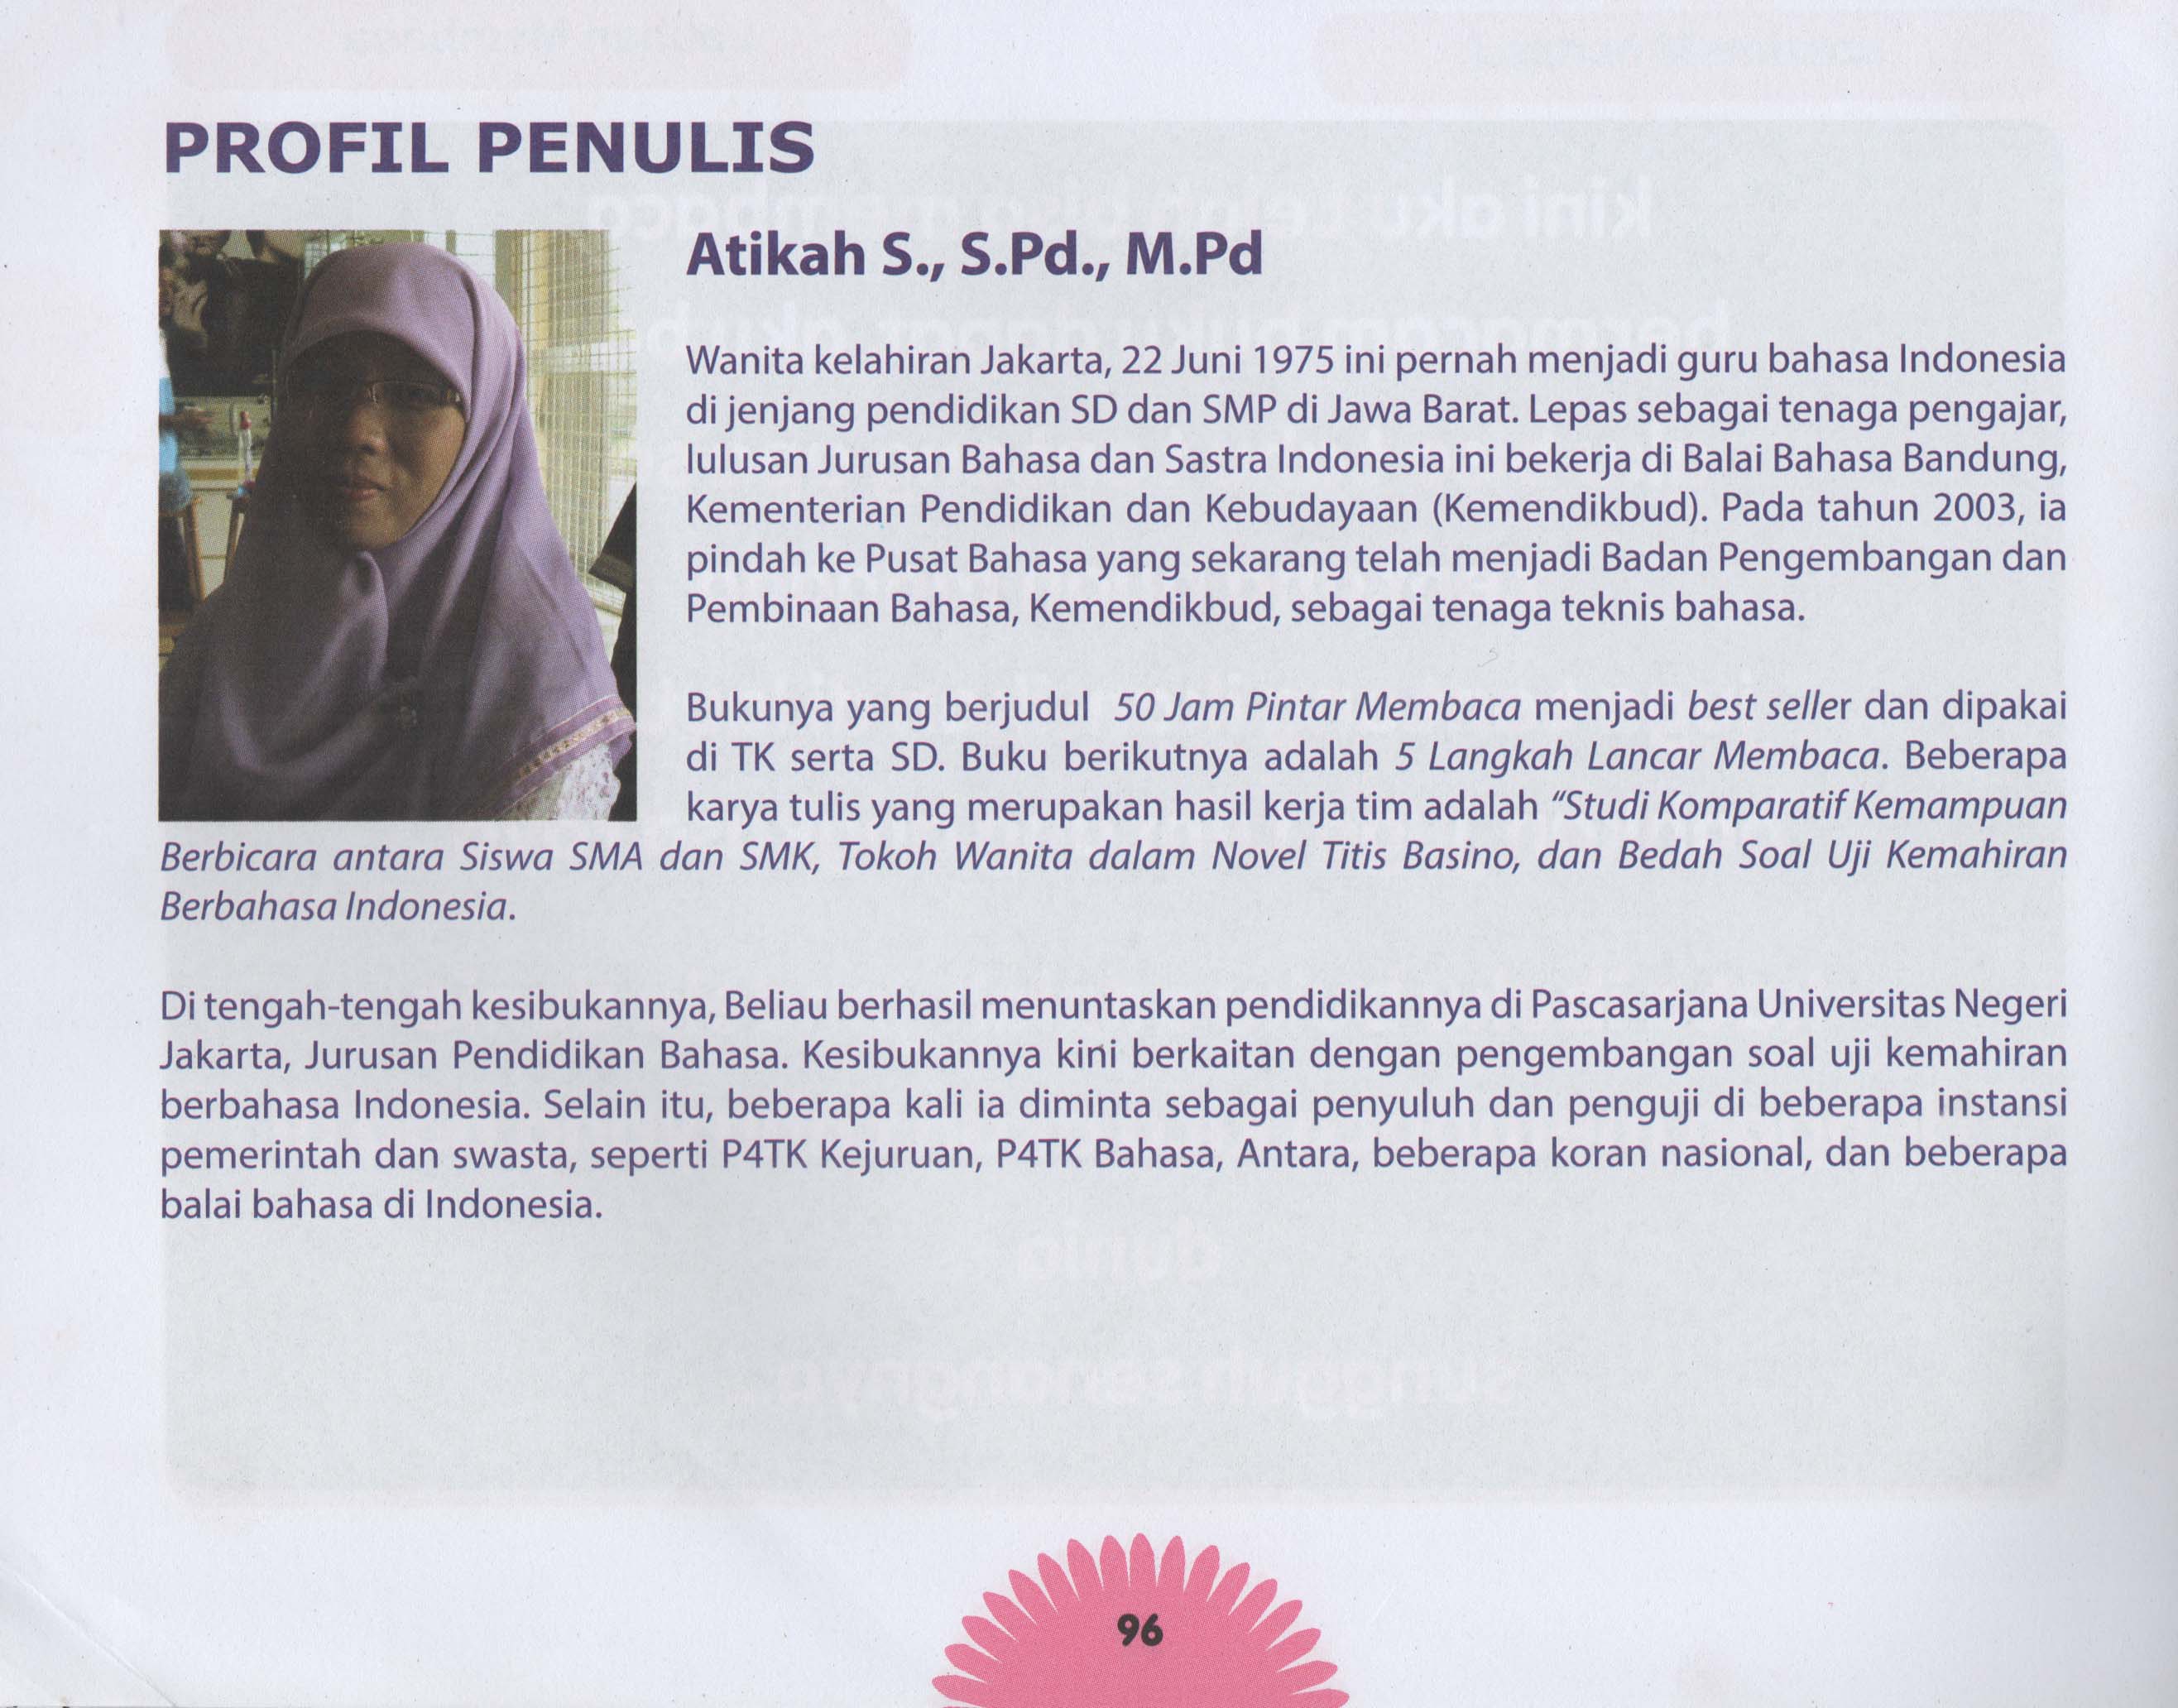 PROFIL PENULIS
Atikah S., S.Pd., M.Pd
Wanita kelahiran Jakarta, 22 Juni 1975 ini pernah menjadi guru bahasa Indonesia
di jenjang pendidikan SD dan SMP di Jawa Barat. Lepas sebagai tenaga pengajar,
lulusan Jurusan Bahasa dan Sastra Indonesia ini bekerja di Balai Bahasa Bandung,
Kementerian Pendidikan dan Kebudayaan (Kemendikbud). Pada tahun 2003, ia
pindah ke Pusat Bahasa yang sekarang telah menjadi Badan Pengembangan dan
Pembinaan Bahasa, Kemendikbud, sebagai tenaga teknis bahasa.
Bukunya yang berjudul 50 Jam Pintar Membaca menjadi best seller dan dipakai
di TK serta SD. Buku berikutnya adalah 5 Langkah Lancar Membaca. Beberapa
karya tulis yang merupakan hasil kerja tim adalah “Studi Komparatif Kemampuan
Berbicara antara Siswa SMA dan SMK, Tokoh Wanita dalam Novel Titis Basino, dan Bedah Soal Uji Kemahiran
Berbahasa Indonesia.
Di tengah-tengah kesibukannya, Beliau berhasil menuntaskan pendidikannya di Pascasarjana Universitas Negeri
Jakarta, Jurusan Pendidikan Bahasa. Kesibukannya kini berkaitan dengan pengembangan soal uji kemahiran
berbahasa Indonesia. Selain itu, beberapa kali ia diminta sebagai penyuluh dan penguji di beberapa instansi
pemerintah dan swasta, seperti P4TK Kejuruan, P4TK Bahasa, Antara, beberapa koran nasional, dan beberapa
balai bahasa di Indonesia.
96